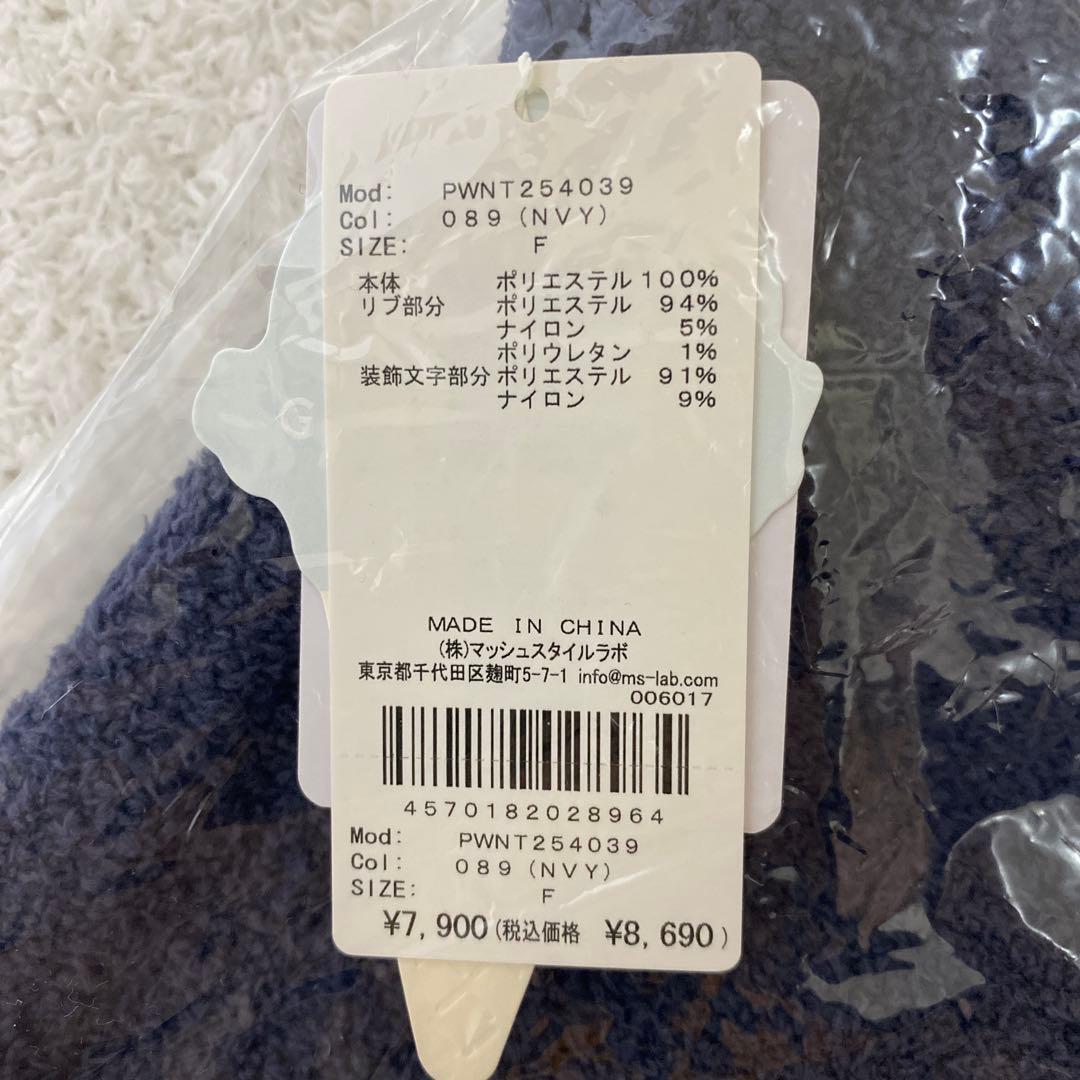 Mod: PWNT254039
Col: 089 (NVY)
SIZE: F
本体 ポリエステル 100%
リブ部分 ポリエステル 94%
ナイロン 5%
ポリウレタン 1%
装飾文字部分 ポリエステル 91%
ナイロン 9%
G
MADE IN CHINA
(株)マッシュスタイルラボ
東京都千代田区麹町5-7-1 info@ms-lab.com
006017
4570182028964
Mod: PWNT254039
Col: 089 (NVY)
SIZE: F
¥7,900 (税込価格 ¥8,690)